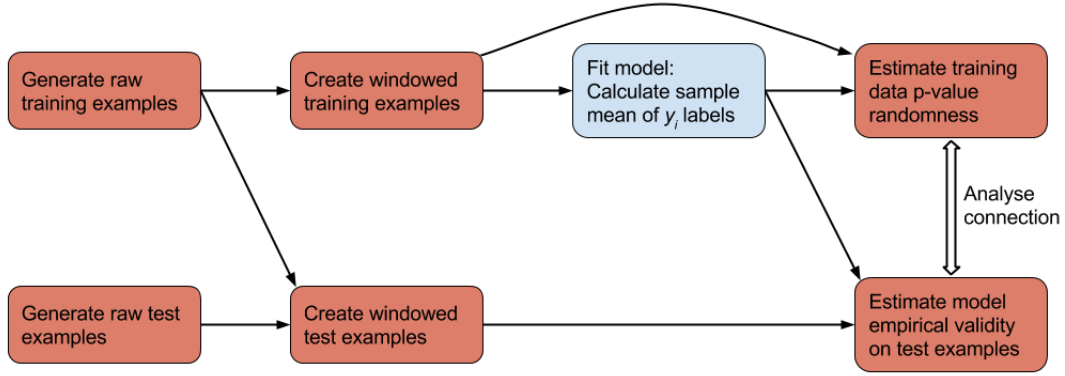 Generate raw
training examples
Create windowed
training examples
Fit model:
Calculate sample
mean of yᵢ labels
Estimate training
data p-value
randomness
Analyse
connection
Generate raw test
examples
Create windowed
test examples
Estimate model
empirical validity
on test examples